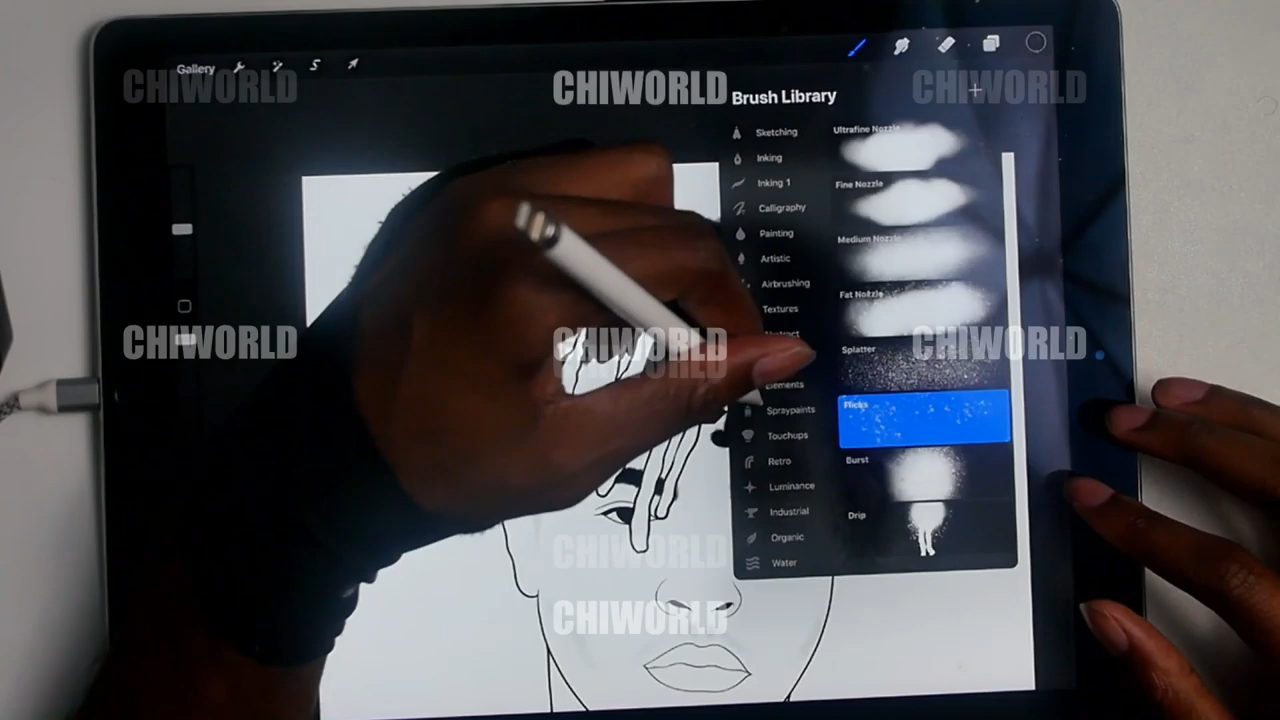 Gallery
CHIWORLD
CHIWORLD
CHIWORLD
Brush Library
Sketching
Inking
Inking 1
Calligraphy
Painting
Artistic
Airbrushing
Textures
Elements
Spraypaints
Touchups
Retro
Luminance
Industrial
Organic
Water
Ultrafine Nozzle
Fine Nozzle
Medium Nozzle
Fat Nozzle
Splatter
Flicks
Burst
Drip
CHIWORLD
CHIWORLD
CHIWORLD
CHIWORLD
CHIWORLD